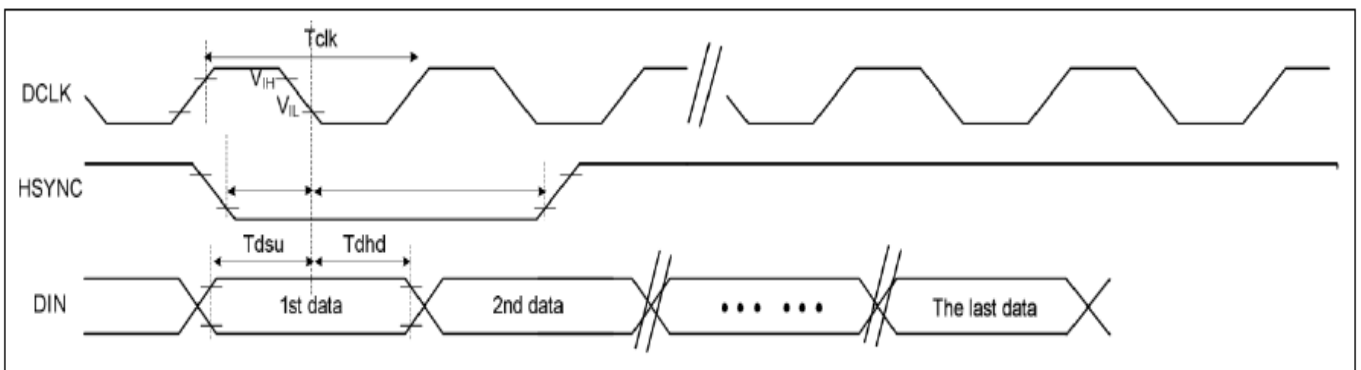 Tclk
DCLK
VIH
VIL
HSYNC
Tdsu Tdhd
DIN 1st data 2nd data ••• ••• The last data